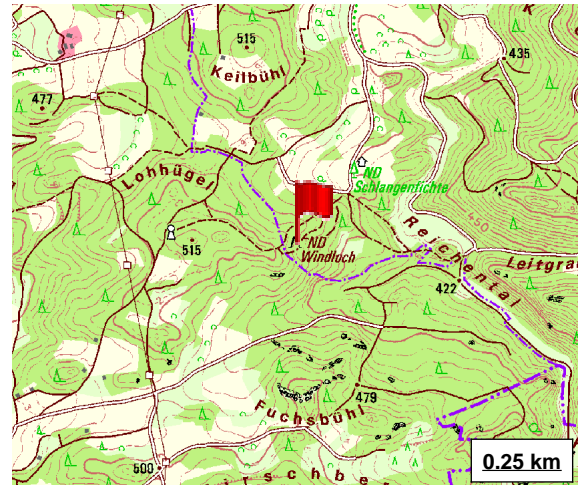 515
Keilbühl
435
477
Lohhügel
ND
Schlangenfichte
450
515
ND
Windloch
Reichental
Leitgra
422
Fuchsbühl
479
500
irschbe
0.25 km